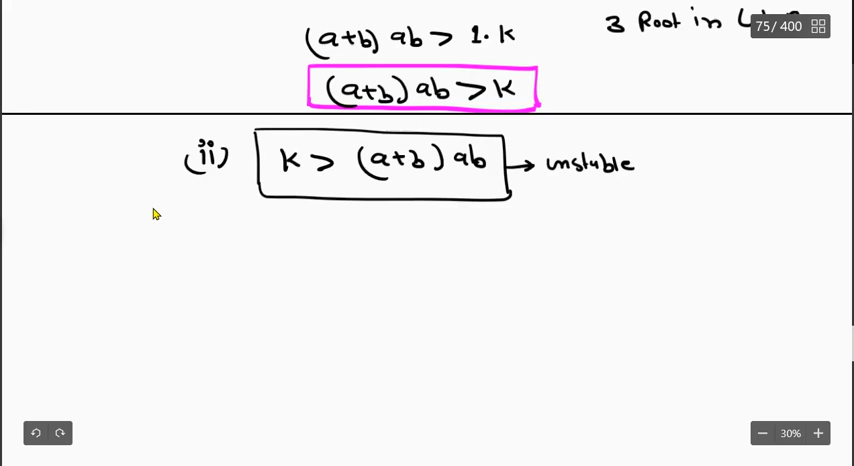 (a+b) ab > 1. k
3 Root in
75 / 400
(a+b) ab > k
(ii) k > (a+b) ab → unstable
30%